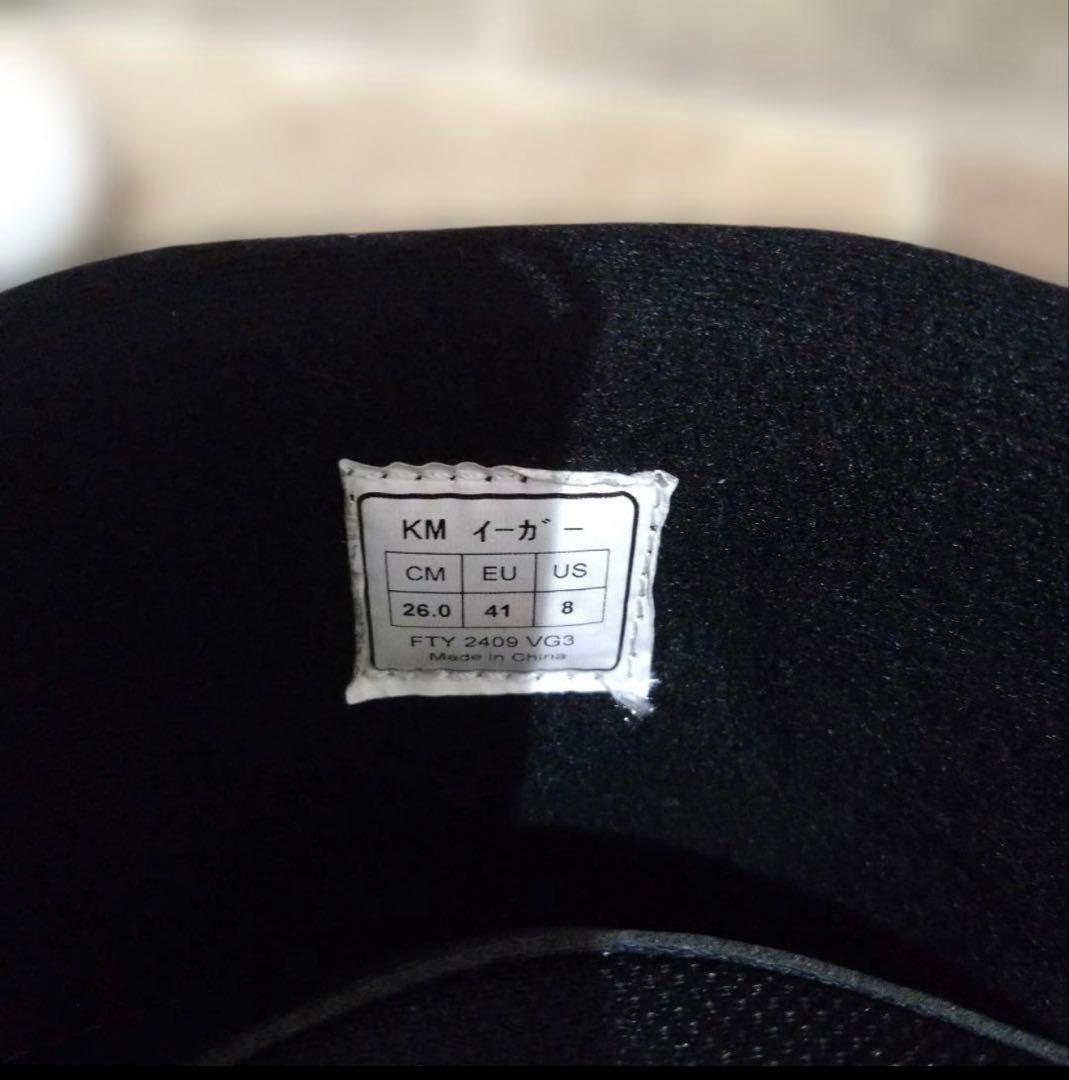 KM イーガー
CM EU US
26.0 41 8
FTY 2409 VG3
Made in China